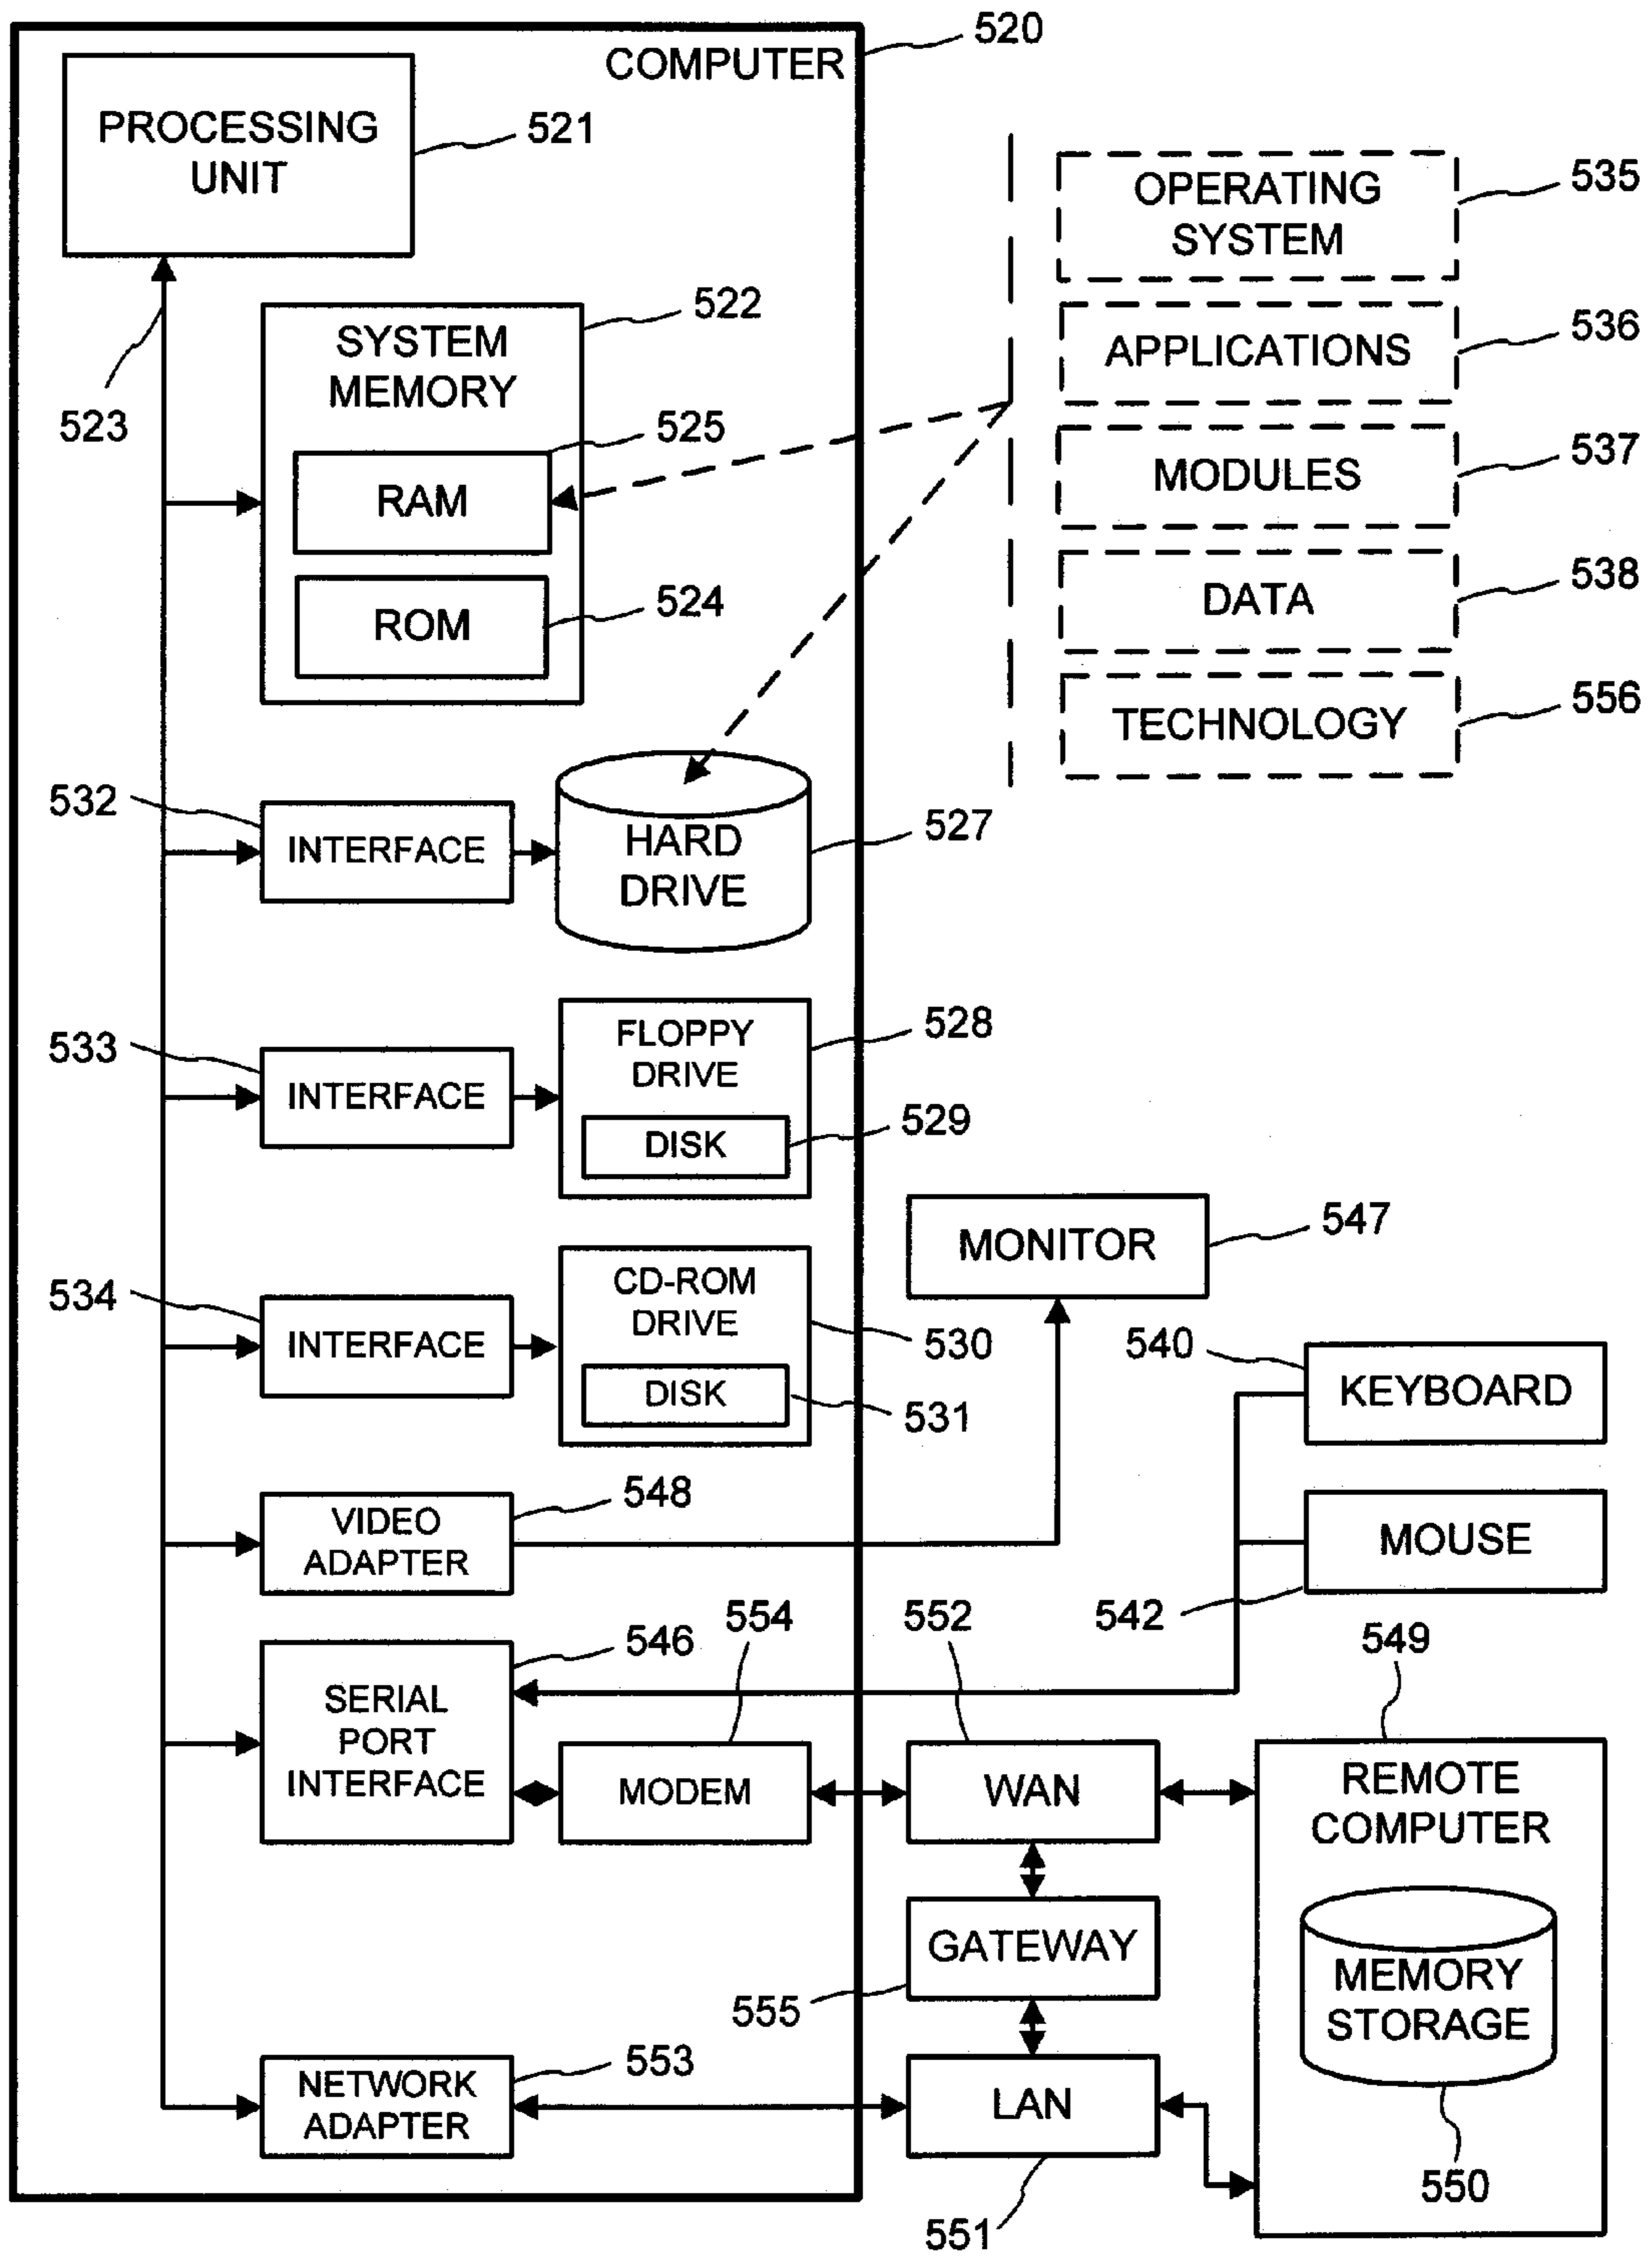 520
COMPUTER
PROCESSING
UNIT
521
523
522
SYSTEM
MEMORY
525
RAM
524
ROM
535
OPERATING
SYSTEM
536
APPLICATIONS
537
MODULES
538
DATA
556
TECHNOLOGY
532
INTERFACE
527
HARD
DRIVE
533
INTERFACE
528
FLOPPY
DRIVE
529
DISK
534
INTERFACE
CD-ROM
DRIVE
530
DISK
531
MONITOR
547
540
KEYBOARD
MOUSE
542
548
VIDEO
ADAPTER
546
SERIAL
PORT
INTERFACE
554
MODEM
552
WAN
549
REMOTE
COMPUTER
MEMORY
STORAGE
550
GATEWAY
555
553
NETWORK
ADAPTER
LAN
551